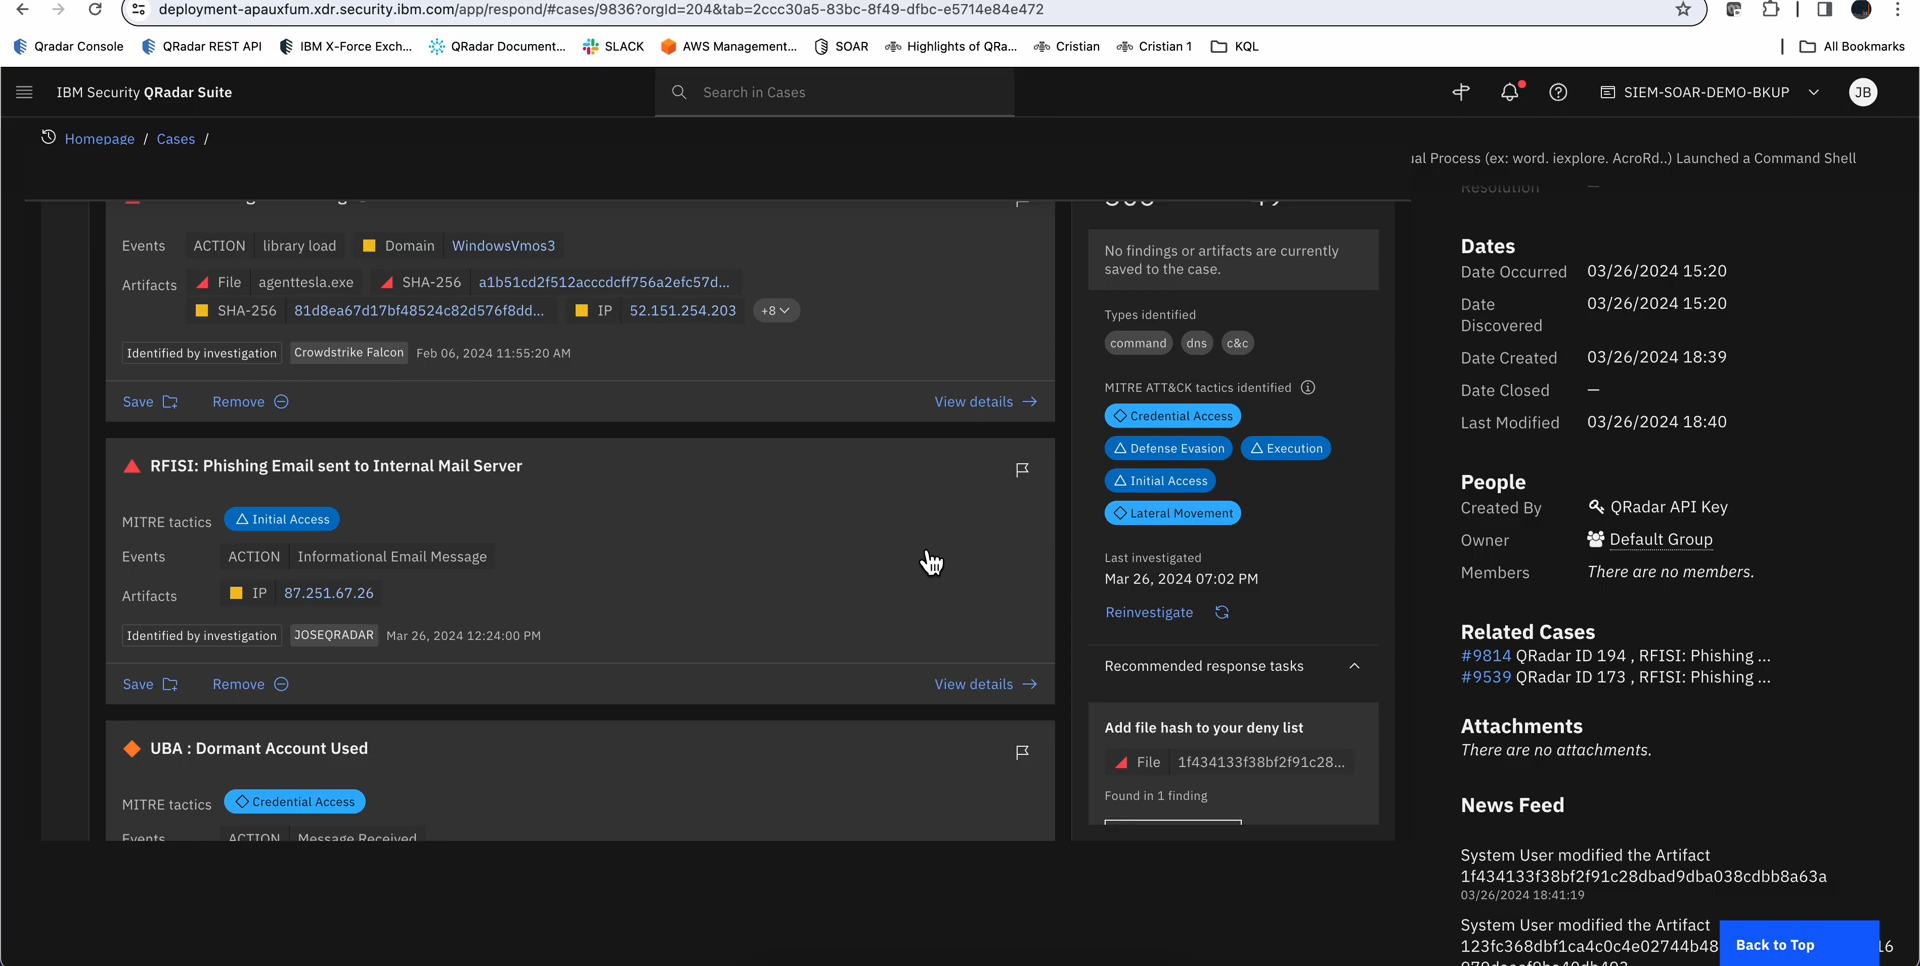 deployment-apauxfum.xdr.security.ibm.com/app/respond/#cases/9836?orgId=204&tab=2ccc30a5-83bc-8f49-dfbc-e5714e84e472
Qradar Console QRadar REST API IBM X-Force Exch... QRadar Document... SLACK AWS Management... SOAR Highlights of QRa... Cristian Cristian 1 KQL All Bookmarks
IBM Security QRadar Suite Search in Cases SIEM-SOAR-DEMO-BKUP JB
Homepage / Cases /
ual Process (ex: word. iexplore. AcroRd..) Launched a Command Shell
Events ACTION library load Domain WindowsVmos3
Artifacts File agenttesla.exe SHA-256 a1b51cd2f512acccdcff756a2efc57d...
SHA-256 81d8ea67d17bf48524c82d576f8dd... IP 52.151.254.203 +8
Identified by investigation Crowdstrike Falcon Feb 06, 2024 11:55:20 AM
Save Remove View details
RFISI: Phishing Email sent to Internal Mail Server
MITRE tactics Initial Access
Events ACTION Informational Email Message
Artifacts IP 87.251.67.26
Identified by investigation JOSEQRADAR Mar 26, 2024 12:24:00 PM
Save Remove View details
UBA : Dormant Account Used
MITRE tactics Credential Access
Events ACTION Message Received
No findings or artifacts are currently
saved to the case.
Types identified
command dns c&c
MITRE ATT&CK tactics identified
Credential Access
Defense Evasion Execution
Initial Access
Lateral Movement
Last investigated
Mar 26, 2024 07:02 PM
Reinvestigate
Recommended response tasks
Add file hash to your deny list
File 1f434133f38bf2f91c28...
Found in 1 finding
Resolution —
Dates
Date Occurred 03/26/2024 15:20
Date
Discovered 03/26/2024 15:20
Date Created 03/26/2024 18:39
Date Closed —
Last Modified 03/26/2024 18:40
People
Created By QRadar API Key
Owner Default Group
Members There are no members.
Related Cases
#9814 QRadar ID 194 , RFISI: Phishing ...
#9539 QRadar ID 173 , RFISI: Phishing ...
Attachments
There are no attachments.
News Feed
System User modified the Artifact
1f434133f38bf2f91c28dbad9dba038cdbb8a63a
03/26/2024 18:41:19
System User modified the Artifact
123fc368dbf1ca4c0c4e02744b48 16
Back to Top